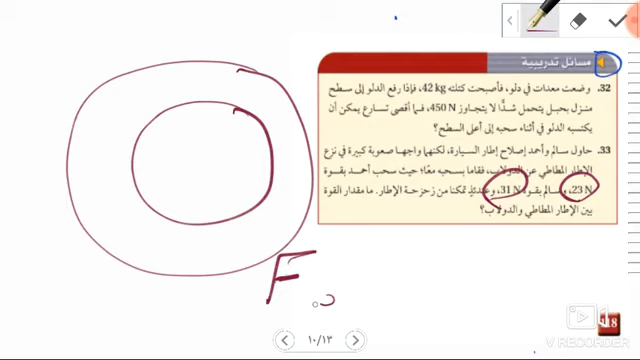 مسائل تدريبية
32. وضعت معدات في دلو، فأصبحت كتلته 42 kg، فإذا رفع الدلو إلى سطح
منزل بحبل يتحمل شدًّا لا يتجاوز 450 N، فما أقصى تسارع يمكن أن
يكتسبه الدلو في أثناء سحبه إلى أعلى السطح؟
33. حاول سالم وأحمد إصلاح إطار السيارة، لكنهما واجها صعوبة كبيرة في نزع
الإطار المطاطي عن الدولاب، فقاما بسحبه معًا؛ حيث سحب أحمد بقوة
23 N، وسالم بقوة 31 N، وعندئذٍ تمكنا من زحزحة الإطار. ما مقدار القوة
بين الإطار المطاطي والدولاب؟
F
١٠/١٣
V RECORDER